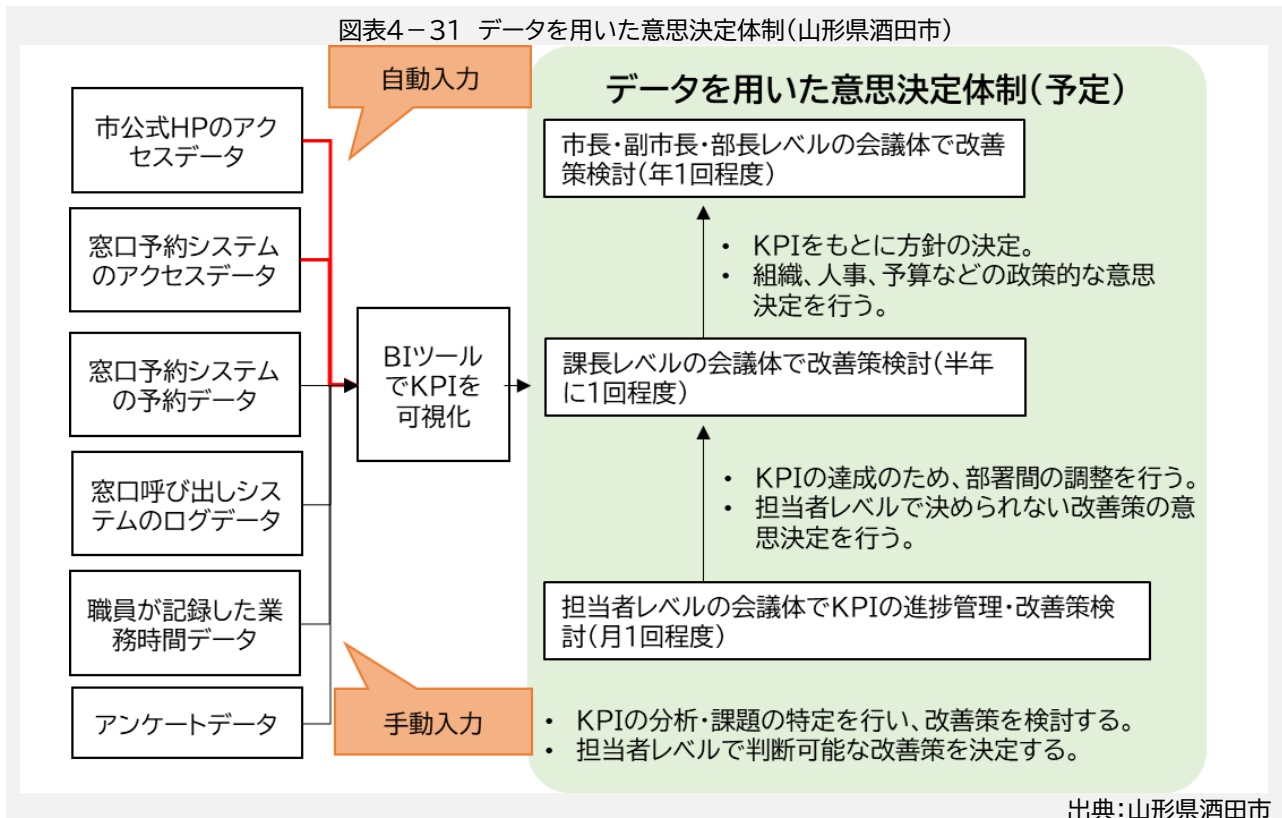 図表4－31 データを用いた意思決定体制(山形県酒田市)
自動入力
市公式HPのアク
セスデータ
窓口予約システム
のアクセスデータ
窓口予約システム
の予約データ
窓口呼び出しシス
テムのログデータ
職員が記録した業
務時間データ
アンケートデータ
手動入力
BIツール
でKPIを
可視化
データを用いた意思決定体制(予定)
市長・副市長・部長レベルの会議体で改善
策検討(年1回程度)
• KPIをもとに方針の決定。
• 組織、人事、予算などの政策的な意思
決定を行う。
課長レベルの会議体で改善策検討(半年
に1回程度)
• KPIの達成のため、部署間の調整を行う。
• 担当者レベルで決められない改善策の意
思決定を行う。
担当者レベルの会議体でKPIの進捗管理・改善策検
討(月1回程度)
• KPIの分析・課題の特定を行い、改善策を検討する。
• 担当者レベルで判断可能な改善策を決定する。
出典:山形県酒田市